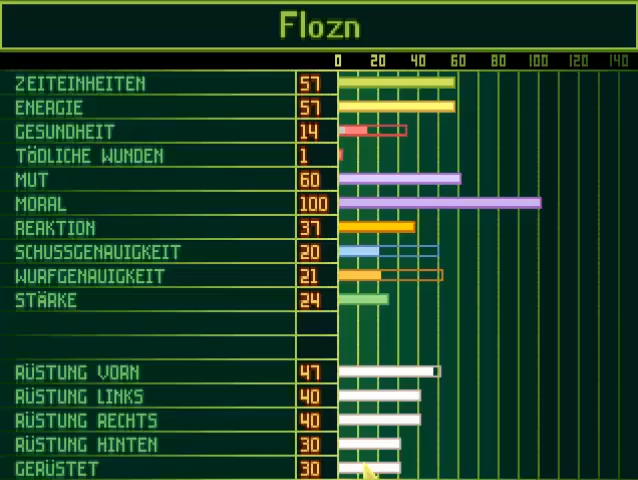 Flozn
0 20 40 60 80 100 120 140
ZEITEINHEITEN 57
ENERGIE 57
GESUNDHEIT 14
TÖDLICHE WUNDEN 1
MUT 60
MORAL 100
REAKTION 37
SCHUSSGENAUIGKEIT 20
WURFGENAUIGKEIT 21
STÄRKE 24
RÜSTUNG VORN 47
RÜSTUNG LINKS 40
RÜSTUNG RECHTS 40
RÜSTUNG HINTEN 30
GERÜSTET 30